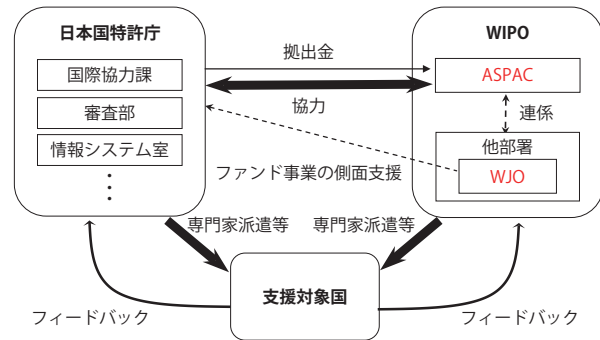 日本国特許庁
国際協力課
審査部
情報システム室
・・・
拠出金
協力
ファンド事業の側面支援
WIPO
ASPAC
連係
他部署
WJO
専門家派遣等
専門家派遣等
支援対象国
フィードバック
フィードバック